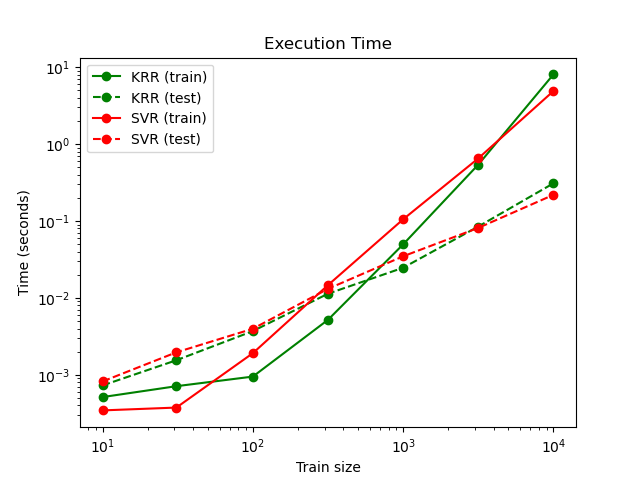 Execution Time
KRR (train)
KRR (test)
SVR (train)
SVR (test)
Time (seconds)
10¹
10⁰
10⁻¹
10⁻²
10⁻³
10¹ 10² 10³ 10⁴
Train size